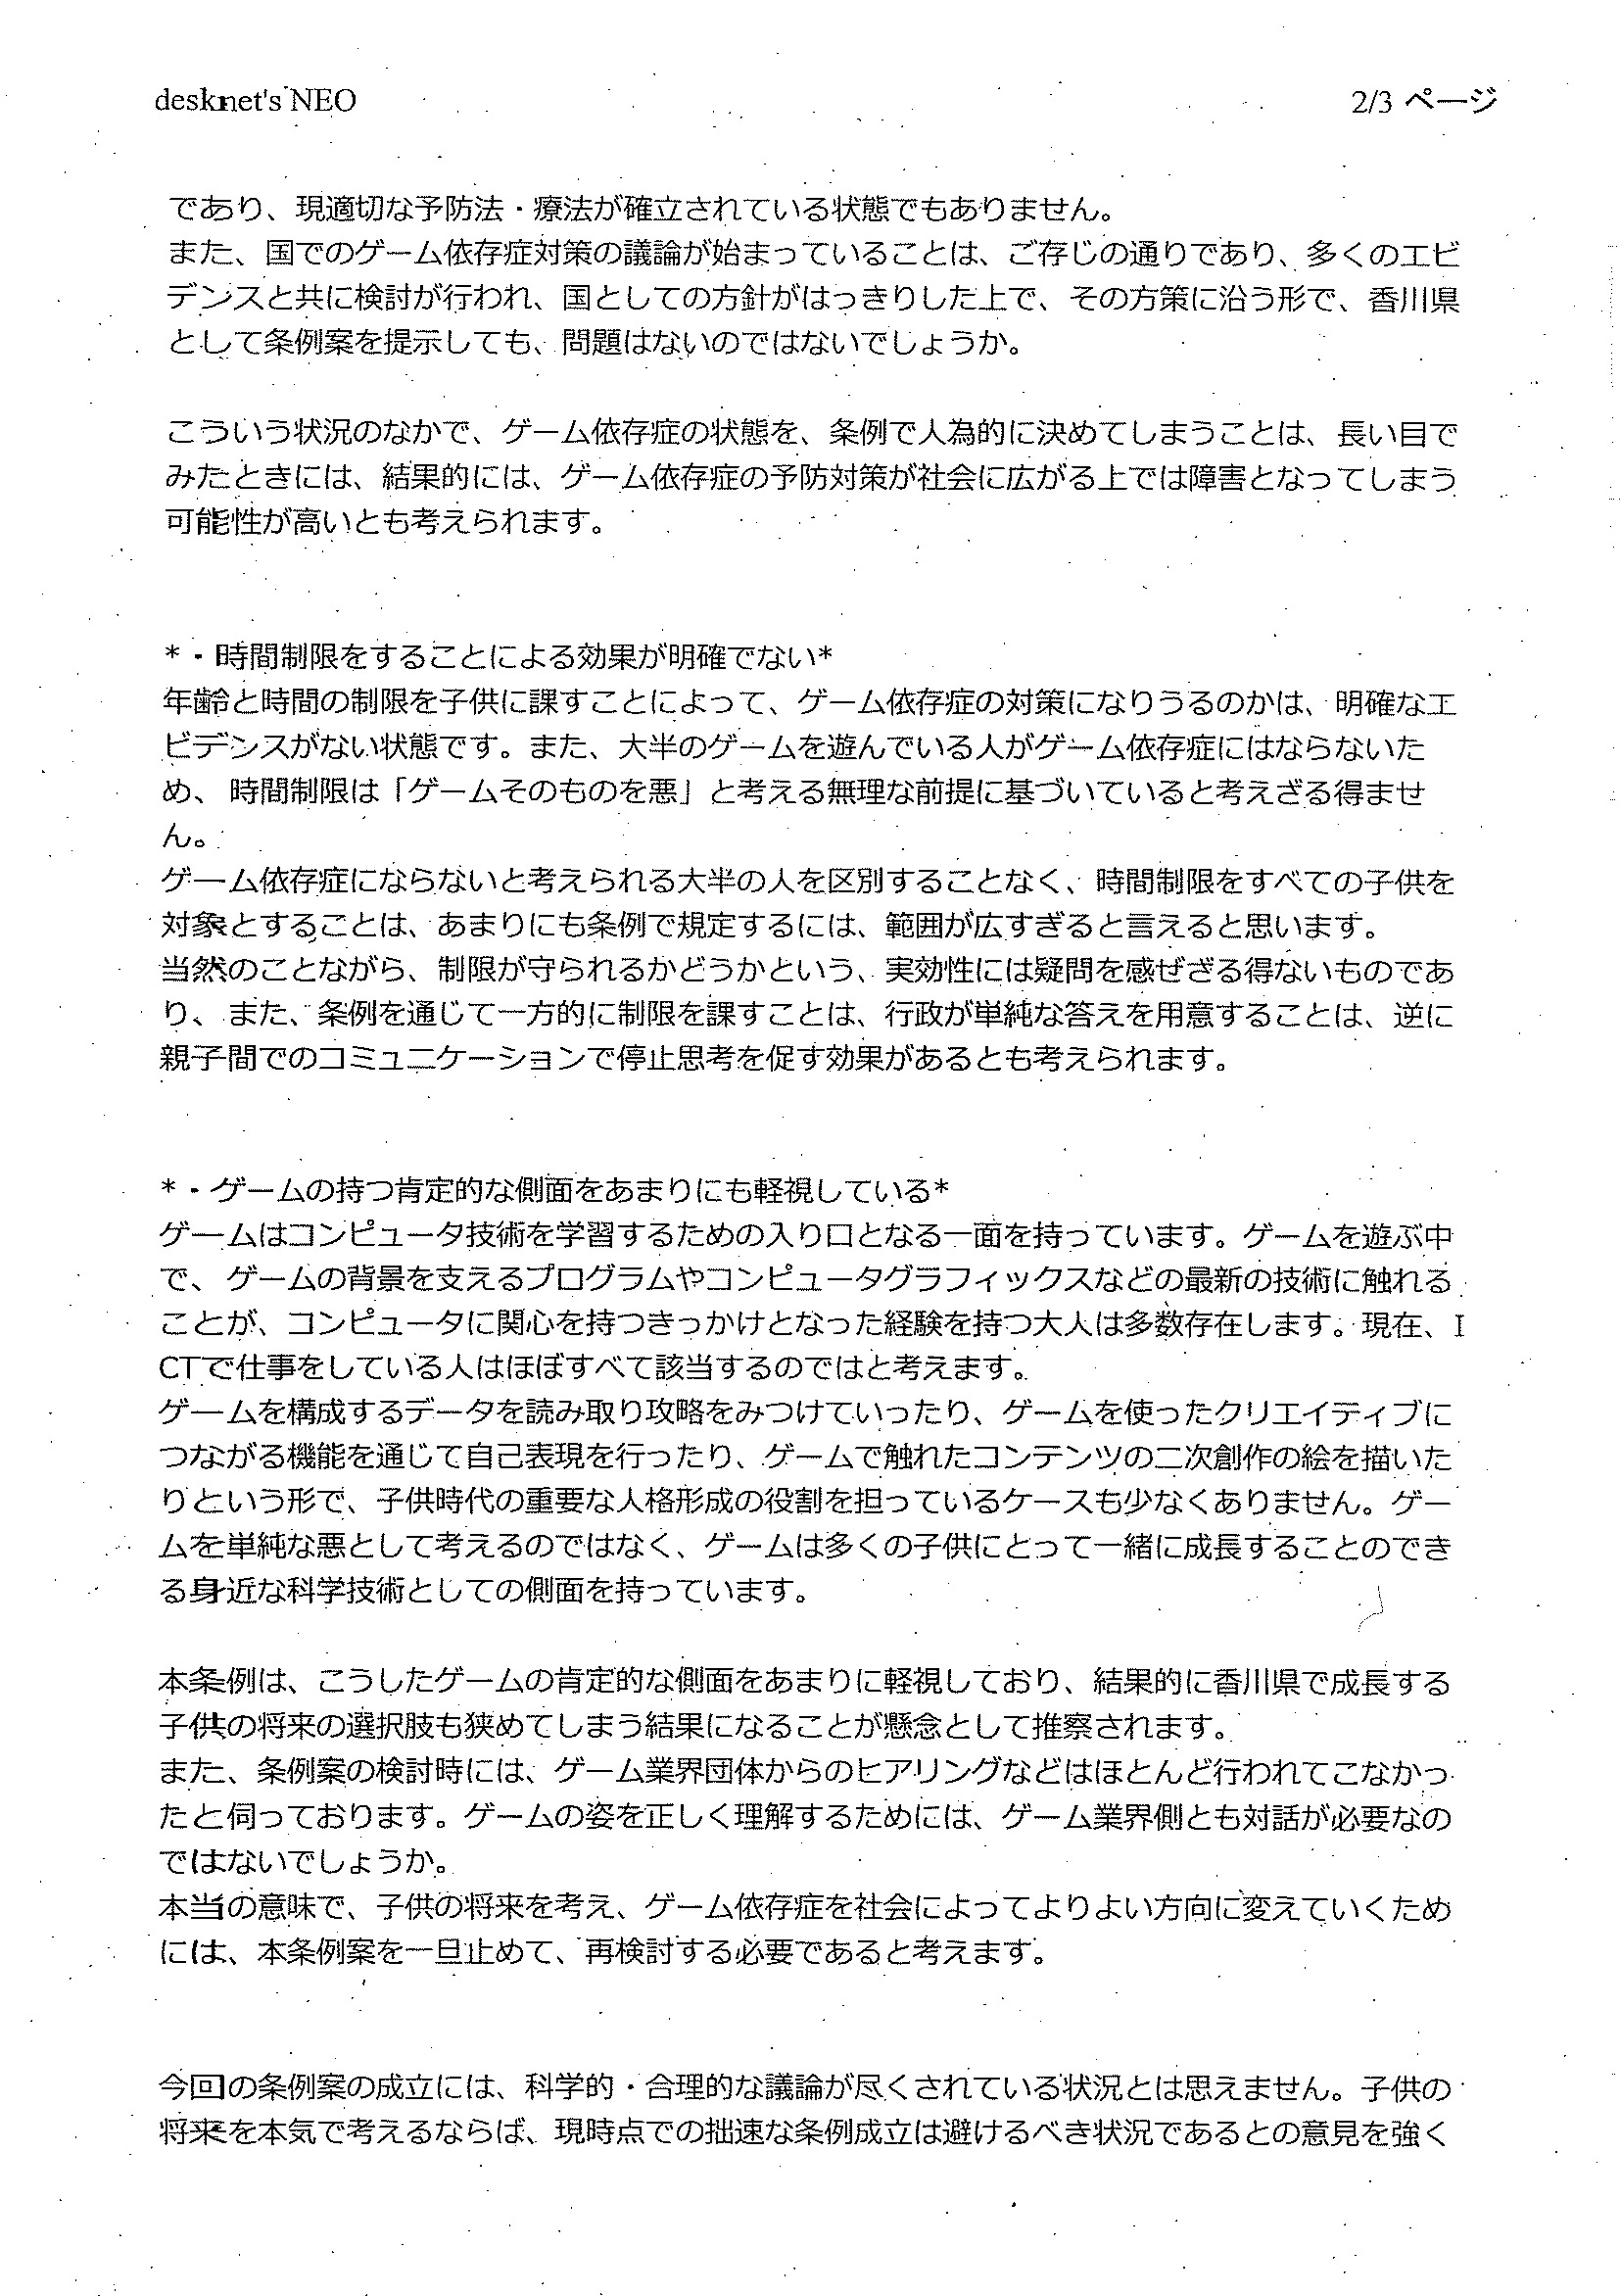 desknet's NEO
2/3 ページ
であり、現適切な予防法・療法が確立されている状態でもありません。
また、国でのゲーム依存症対策の議論が始まっていることは、ご存じの通りであり、多くのエビ
デンスと共に検討が行われ、国としての方針がはっきりした上で、その方策に沿う形で、香川県
として条例案を提示しても、問題はないのではないでしょうか。
こういう状況のなかで、ゲーム依存症の状態を、条例で人為的に決めてしまうことは、長い目で
みたときには、結果的には、ゲーム依存症の予防対策が社会に広がる上では障害となってしまう
可能性が高いとも考えられます。
*・時間制限をすることによる効果が明確でない*
年齢と時間の制限を子供に課すことによって、ゲーム依存症の対策になりうるのかは、明確なエ
ビデンスがない状態です。また、大半のゲームを遊んでいる人がゲーム依存症にはならないた
め、時間制限は「ゲームそのものを悪」と考える無理な前提に基づいていると考えざる得ませ
ん。
ゲーム依存症にならないと考えられる大半の人を区別することなく、時間制限をすべての子供を
対象とすることは、あまりにも条例で規定するには、範囲が広すぎると言えると思います。
当然のことながら、制限が守られるかどうかという、実効性には疑問を感ぜざる得ないものであ
り、また、条例を通じて一方的に制限を課すことは、行政が単純な答えを用意することは、逆に
親子間でのコミュニケーションで停止思考を促す効果があるとも考えられます。
*・ゲームの持つ肯定的な側面をあまりにも軽視している*
ゲームはコンピュータ技術を学習するための入り口となる一面を持っています。ゲームを遊ぶ中
で、ゲームの背景を支えるプログラムやコンピュータグラフィックスなどの最新の技術に触れる
ことが、コンピュータに関心を持つきっかけとなった経験を持つ大人は多数存在します。現在、I
CTで仕事をしている人はほぼすべて該当するのではと考えます。
ゲームを構成するデータを読み取り攻略をみつけていったり、ゲームを使ったクリエイティブに
つながる機能を通じて自己表現を行ったり、ゲームで触れたコンテンツの二次創作の絵を描いた
りという形で、子供時代の重要な人格形成の役割を担っているケースも少なくありません。ゲー
ムを単純な悪として考えるのではなく、ゲームは多くの子供にとって一緒に成長することのでき
る身近な科学技術としての側面を持っています。
本条例は、こうしたゲームの肯定的な側面をあまりに軽視しており、結果的に香川県で成長する
子供の将来の選択肢も狭めてしまう結果になることが懸念として推察されます。
また、条例案の検討時には、ゲーム業界団体からのヒアリングなどはほとんど行われてこなかっ
たと伺っております。ゲームの姿を正しく理解するためには、ゲーム業界側とも対話が必要なの
ではないでしょうか。
本当の意味で、子供の将来を考え、ゲーム依存症を社会によってよりよい方向に変えていくため
には、本条例案を一旦止めて、再検討する必要であると考えます。
今回の条例案の成立には、科学的・合理的な議論が尽くされている状況とは思えません。子供の
将来を本気で考えるならば、現時点での拙速な条例成立は避けるべき状況であるとの意見を強く